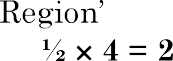 Region’
½ × 4 = 2